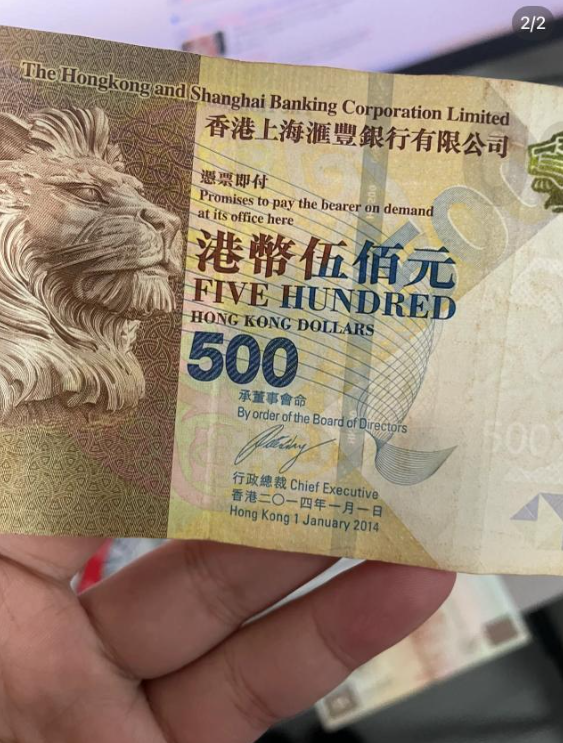 2/2
The Hongkong and Shanghai Banking Corporation Limited
香港上海滙豐銀行有限公司
憑票即付
Promises to pay the bearer on demand
at its office here
港幣伍佰元
FIVE HUNDRED
HONG KONG DOLLARS
500
承董事會命
By order of the Board of Directors
行政總裁 Chief Executive
香港二〇一四年一月一日
Hong Kong 1 January 2014
500